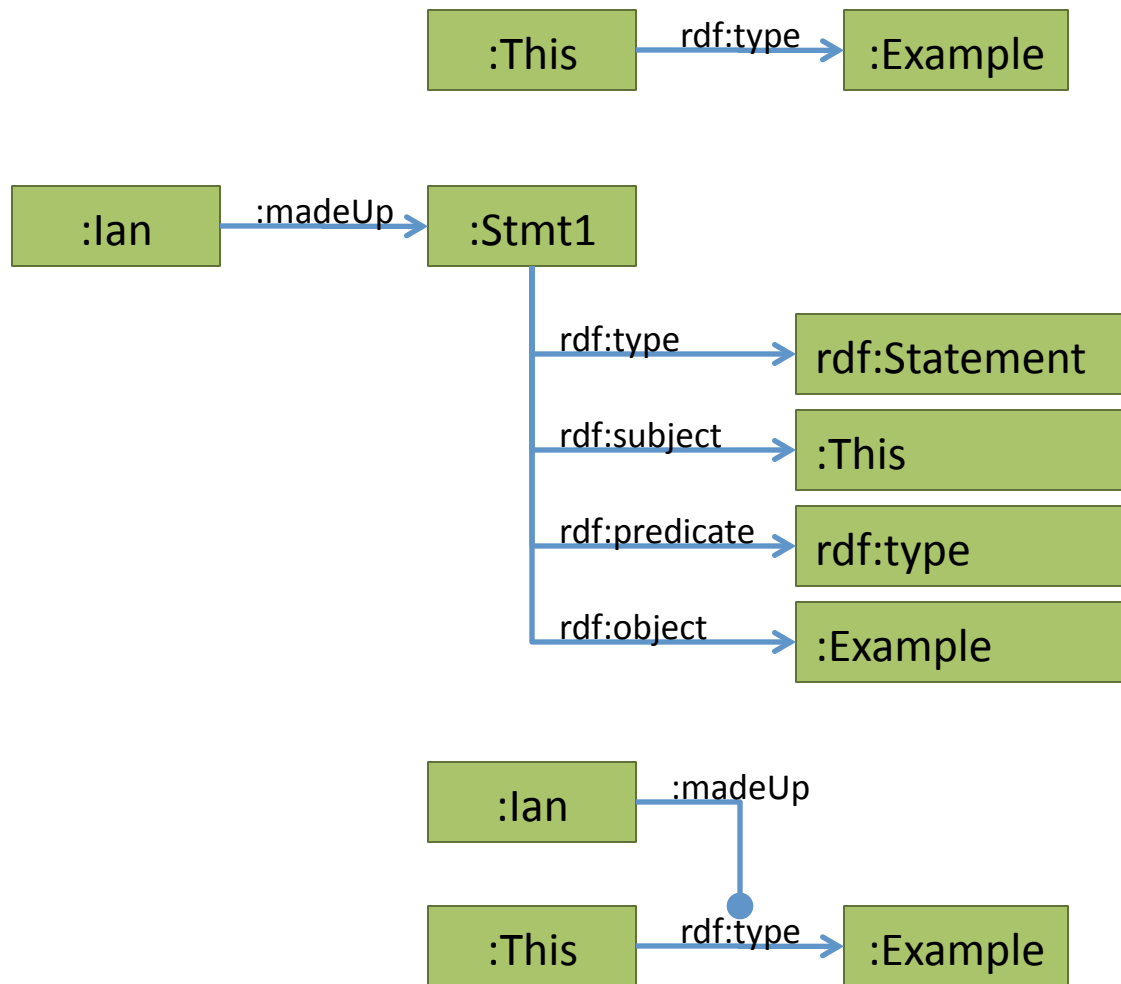 :This rdf:type :Example
:Ian :madeUp :Stmt1
rdf:type rdf:Statement
rdf:subject :This
rdf:predicate rdf:type
rdf:object :Example
:Ian :madeUp
:This rdf:type :Example